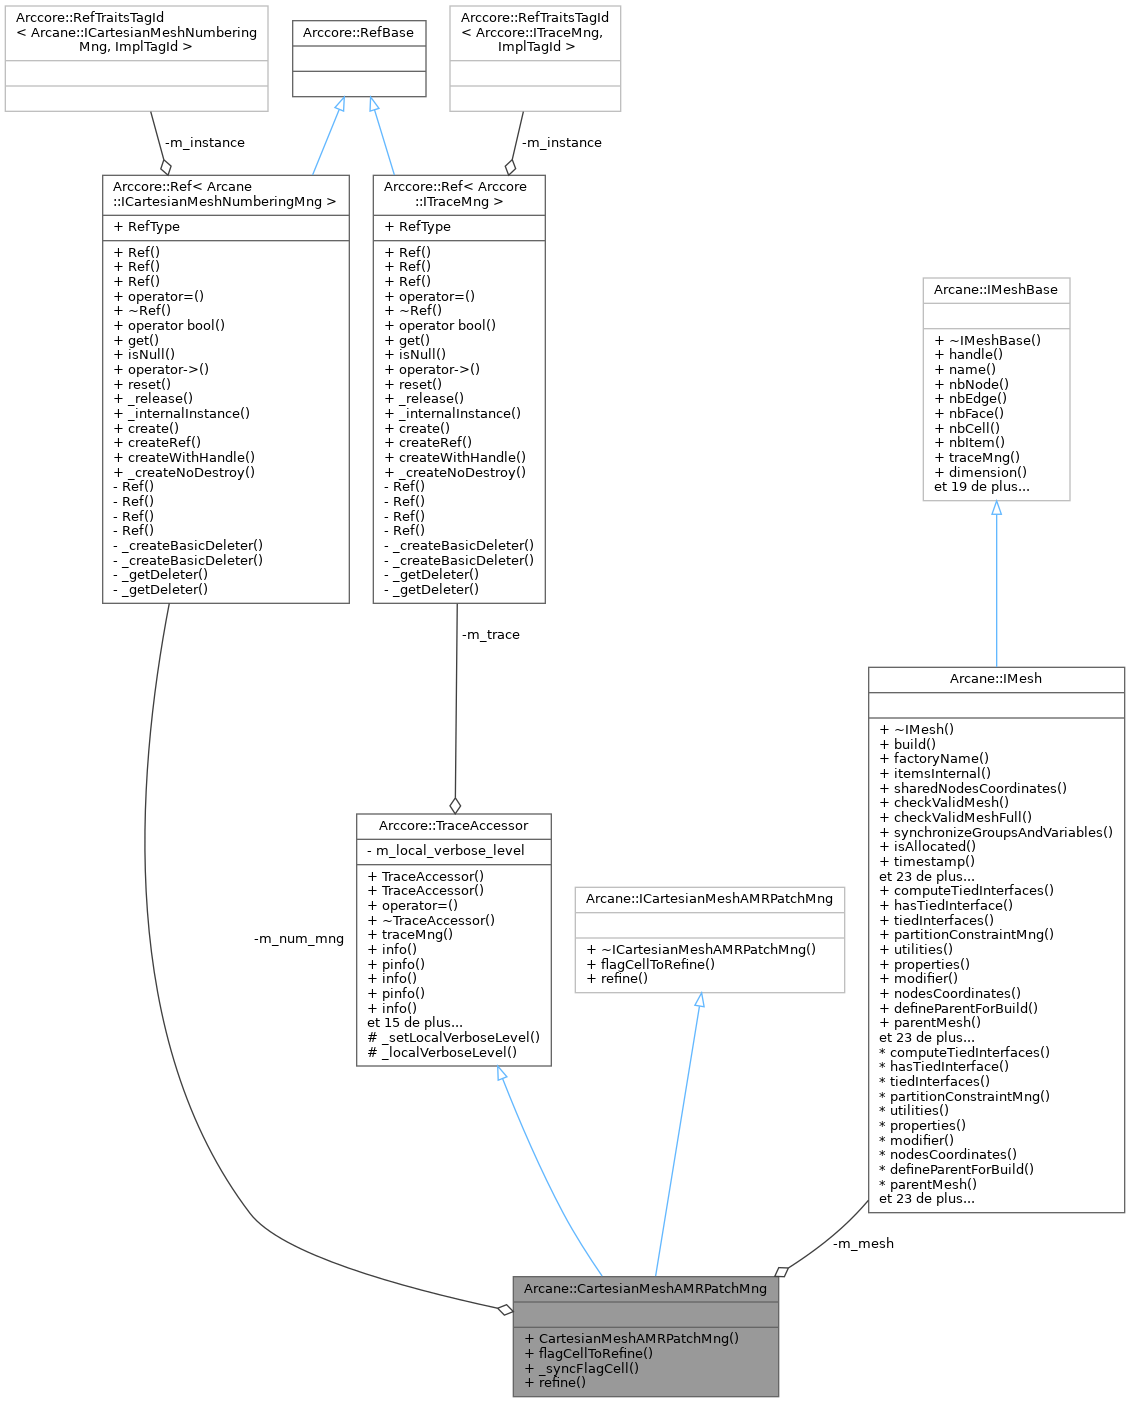 Arccore::RefTraitsTagId
< Arcane::ICartesianMeshNumbering
Mng, ImplTagId >
Arccore::RefBase
Arccore::RefTraitsTagId
< Arccore::ITraceMng,
ImplTagId >
-m_instance
-m_instance
Arccore::Ref< Arcane
::ICartesianMeshNumberingMng >
+ RefType
+ Ref()
+ Ref()
+ Ref()
+ operator=()
+ ~Ref()
+ operator bool()
+ get()
+ isNull()
+ operator->()
+ reset()
+ _release()
+ _internalInstance()
+ create()
+ createRef()
+ createWithHandle()
+ _createNoDestroy()
- Ref()
- Ref()
- Ref()
- Ref()
- _createBasicDeleter()
- _createBasicDeleter()
- _getDeleter()
- _getDeleter()
Arccore::Ref< Arccore
::ITraceMng >
+ RefType
+ Ref()
+ Ref()
+ Ref()
+ operator=()
+ ~Ref()
+ operator bool()
+ get()
+ isNull()
+ operator->()
+ reset()
+ _release()
+ _internalInstance()
+ create()
+ createRef()
+ createWithHandle()
+ _createNoDestroy()
- Ref()
- Ref()
- Ref()
- Ref()
- _createBasicDeleter()
- _createBasicDeleter()
- _getDeleter()
- _getDeleter()
Arcane::IMeshBase
+ ~IMeshBase()
+ handle()
+ name()
+ nbNode()
+ nbEdge()
+ nbFace()
+ nbCell()
+ nbItem()
+ traceMng()
+ dimension()
et 19 de plus...
-m_trace
Arcane::IMesh
+ ~IMesh()
+ build()
+ factoryName()
+ itemsInternal()
+ sharedNodesCoordinates()
+ checkValidMesh()
+ checkValidMeshFull()
+ synchronizeGroupsAndVariables()
+ isAllocated()
+ timestamp()
et 23 de plus...
+ computeTiedInterfaces()
+ hasTiedInterface()
+ tiedInterfaces()
+ partitionConstraintMng()
+ utilities()
+ properties()
+ modifier()
+ nodesCoordinates()
+ defineParentForBuild()
+ parentMesh()
et 23 de plus...
* computeTiedInterfaces()
* hasTiedInterface()
* tiedInterfaces()
* partitionConstraintMng()
* utilities()
* properties()
* modifier()
* nodesCoordinates()
* defineParentForBuild()
* parentMesh()
et 23 de plus...
Arccore::TraceAccessor
- m_local_verbose_level
+ TraceAccessor()
+ TraceAccessor()
+ operator=()
+ ~TraceAccessor()
+ traceMng()
+ info()
+ pinfo()
+ info()
+ pinfo()
+ info()
et 15 de plus...
# _setLocalVerboseLevel()
# _localVerboseLevel()
Arcane::ICartesianMeshAMRPatchMng
+ ~ICartesianMeshAMRPatchMng()
+ flagCellToRefine()
+ refine()
-m_num_mng
-m_mesh
Arcane::CartesianMeshAMRPatchMng
+ CartesianMeshAMRPatchMng()
+ flagCellToRefine()
+ _syncFlagCell()
+ refine()